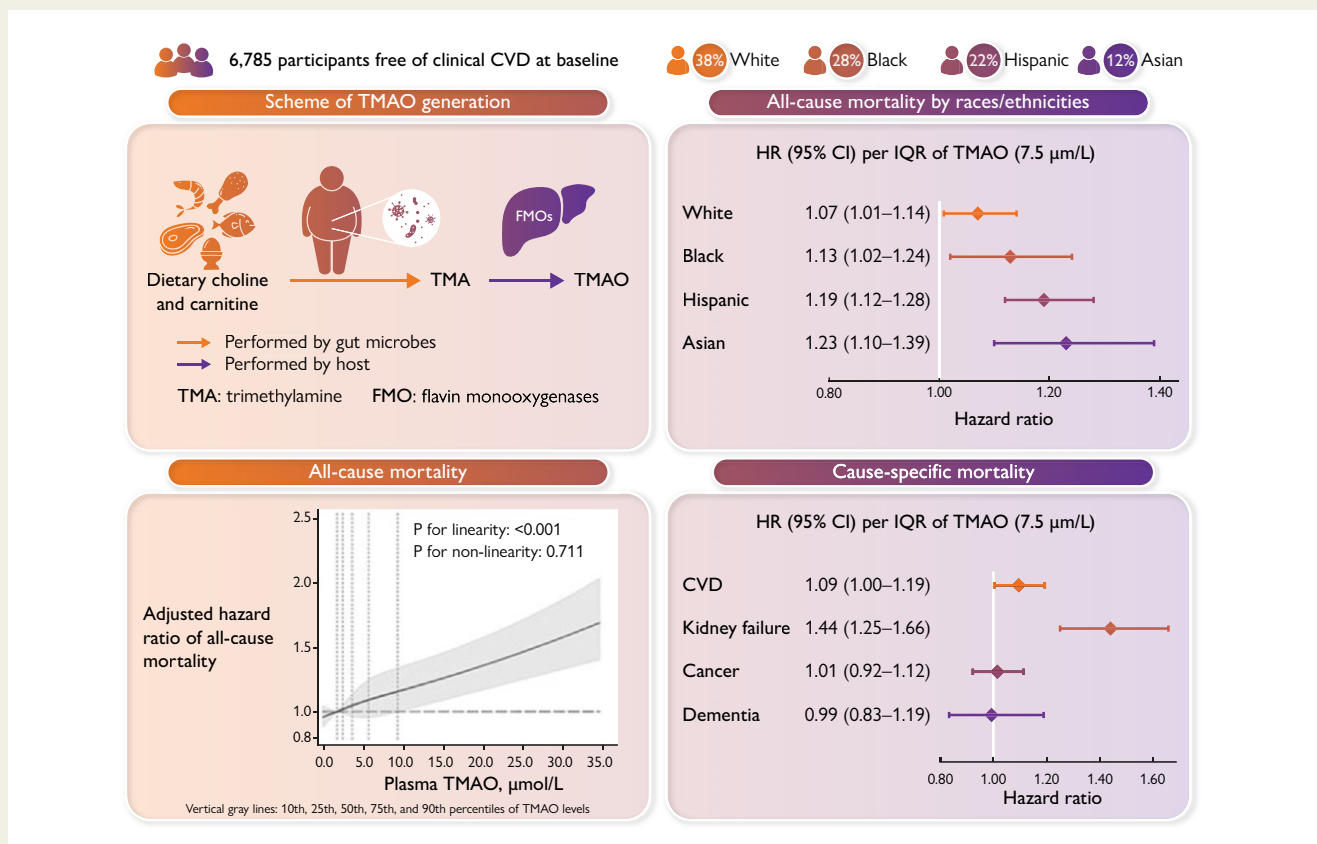 6,785 participants free of clinical CVD at baseline
38% White 28% Black 22% Hispanic 12% Asian
Scheme of TMAO generation
FMOs
Dietary choline
and carnitine
TMA
TMAO
Performed by gut microbes
Performed by host
TMA: trimethylamine FMO: flavin monooxygenases
All-cause mortality by races/ethnicities
HR (95% CI) per IQR of TMAO (7.5 µm/L)
White 1.07 (1.01–1.14)
Black 1.13 (1.02–1.24)
Hispanic 1.19 (1.12–1.28)
Asian 1.23 (1.10–1.39)
0.80 1.00 1.20 1.40
Hazard ratio
All-cause mortality
P for linearity: <0.001
P for non-linearity: 0.711
Adjusted hazard
ratio of all-cause
mortality
2.5
2.0
1.5
1.0
0.8
0.0 5.0 10.0 15.0 20.0 25.0 30.0 35.0
Plasma TMAO, µmol/L
Vertical gray lines: 10th, 25th, 50th, 75th, and 90th percentiles of TMAO levels
Cause-specific mortality
HR (95% CI) per IQR of TMAO (7.5 µm/L)
CVD 1.09 (1.00–1.19)
Kidney failure 1.44 (1.25–1.66)
Cancer 1.01 (0.92–1.12)
Dementia 0.99 (0.83–1.19)
0.80 1.00 1.20 1.40 1.60
Hazard ratio